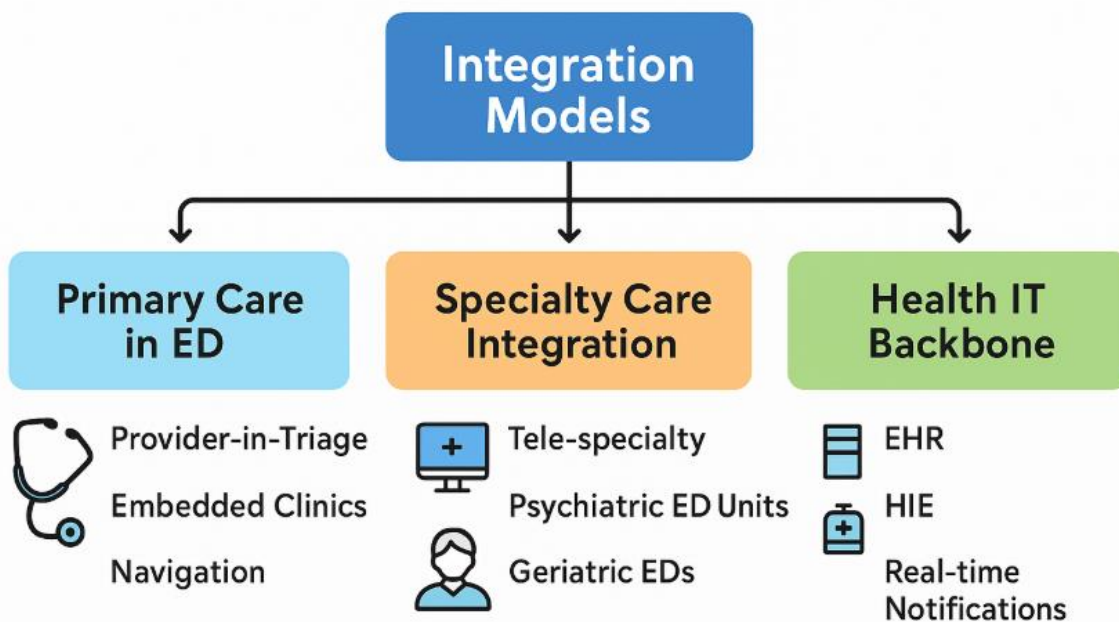 Integration
Models
Primary Care
in ED
Specialty Care
Integration
Health IT
Backbone
Provider-in-Triage
Embedded Clinics
Navigation
Tele-specialty
Psychiatric ED Units
Geriatric EDs
EHR
HIE
Real-time
Notifications